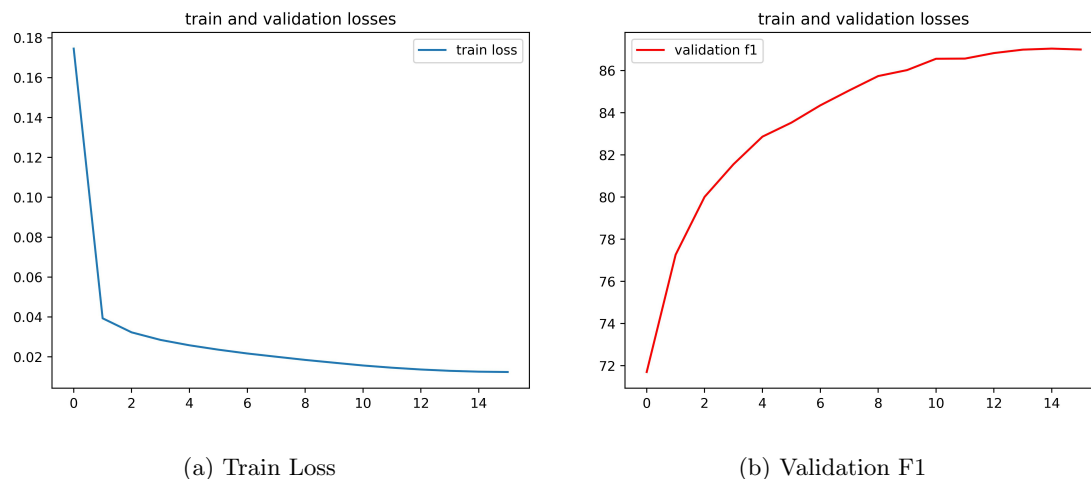 train and validation losses
train loss
0.18
0.16
0.14
0.12
0.10
0.08
0.06
0.04
0.02
0 2 4 6 8 10 12 14
(a) Train Loss
train and validation losses
validation f1
86
84
82
80
78
76
74
72
0 2 4 6 8 10 12 14
(b) Validation F1